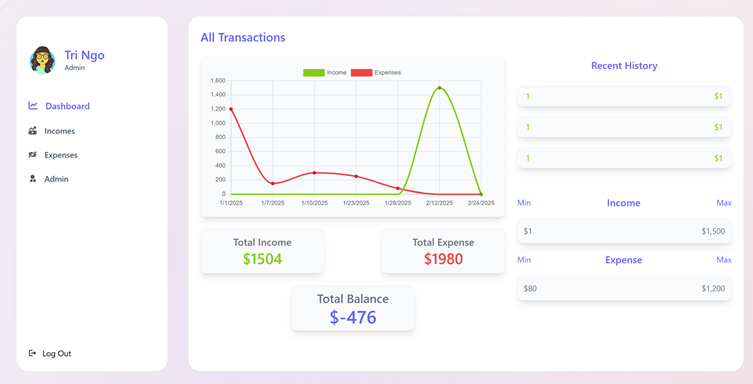 Tri Ngo
Admin
Dashboard
Incomes
Expenses
Admin
Log Out
All Transactions
Income Expenses
1,600
1,400
1,200
1,000
800
600
400
200
0
1/1/2025 1/7/2025 1/10/2025 1/23/2025 1/28/2025 2/12/2025 2/24/2025
Total Income
$1504
Total Expense
$1980
Total Balance
$-476
Recent History
1 $1
1 $1
1 $1
Min Income Max
$1 $1,500
Min Expense Max
$80 $1,200